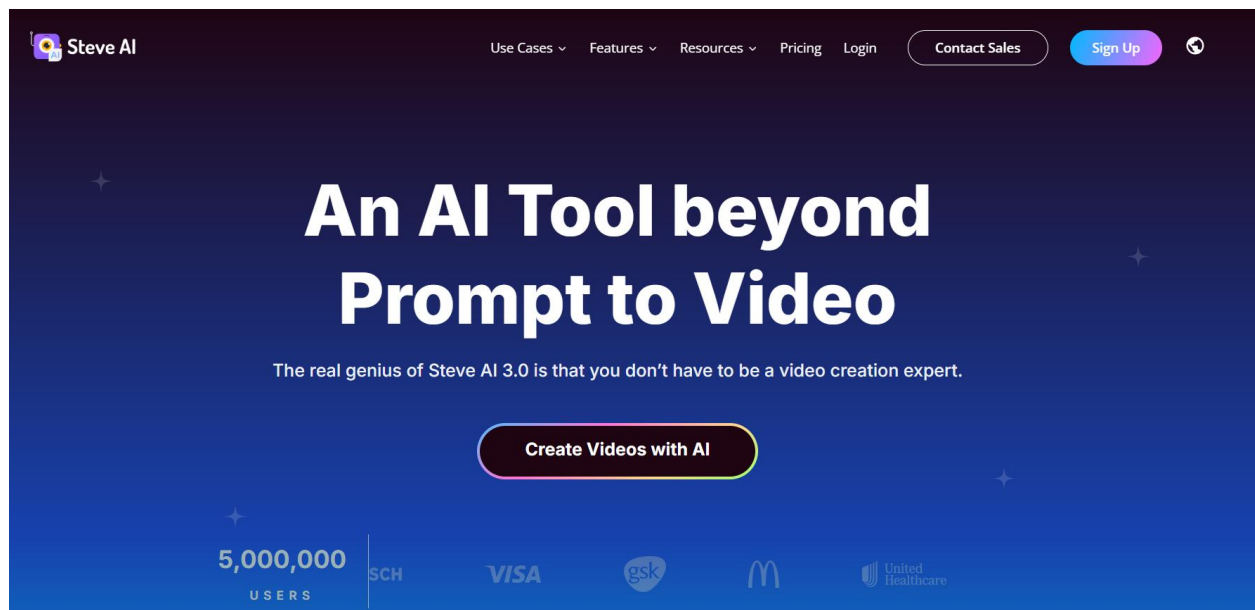 Steve AI
Use Cases Features Resources Pricing Login Contact Sales Sign Up
An AI Tool beyond
Prompt to Video
The real genius of Steve AI 3.0 is that you don’t have to be a video creation expert.
Create Videos with AI
5,000,000
USERS
SCH VISA gsk United
Healthcare